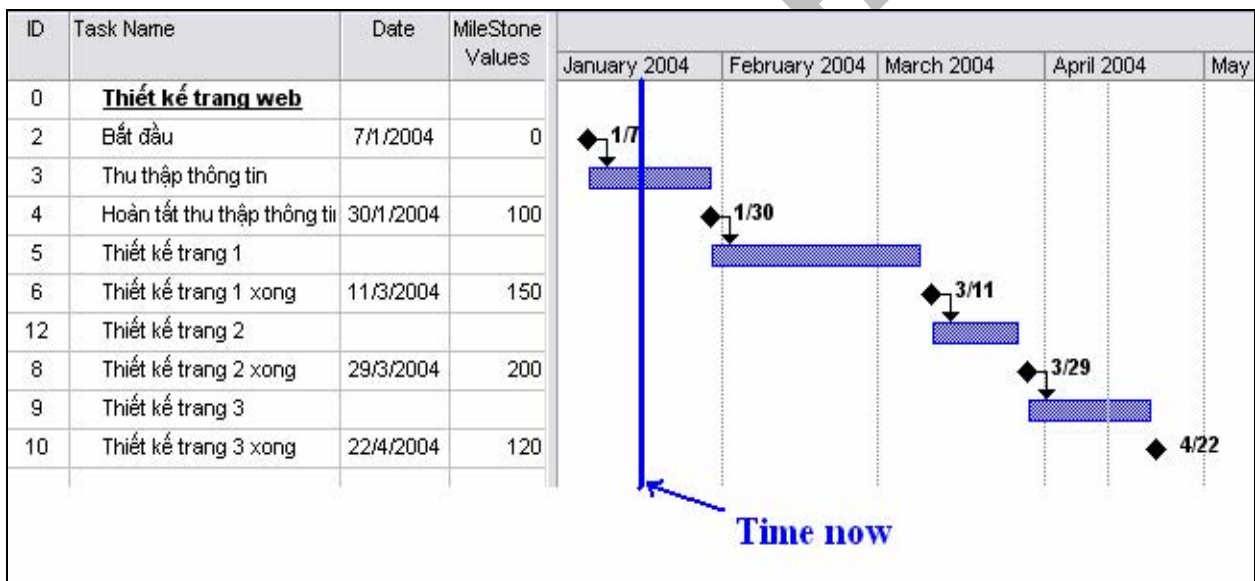 ID Task Name Date MileStone Values
January 2004 February 2004 March 2004 April 2004 May
0 Thiết kế trang web
2 Bắt đầu 7/1/2004 0 1/7
3 Thu thập thông tin
4 Hoàn tất thu thập thông 30/1/2004 100 1/30
5 Thiết kế trang 1
6 Thiết kế trang 1 xong 11/3/2004 150 3/11
12 Thiết kế trang 2
8 Thiết kế trang 2 xong 29/3/2004 200 3/29
9 Thiết kế trang 3
10 Thiết kế trang 3 xong 22/4/2004 120 4/22
Time now